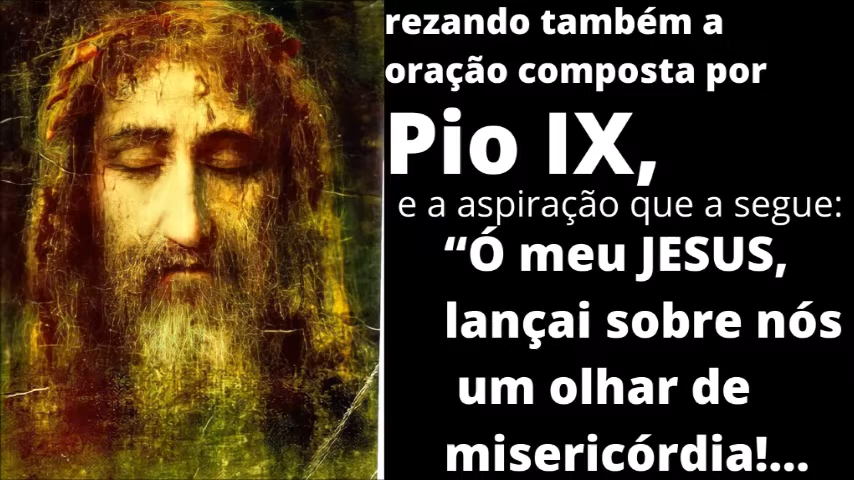 rezando também a
oração composta por
Pio IX,
e a aspiração que a segue:
“Ó meu JESUS,
lançai sobre nós
um olhar de
misericórdia!...